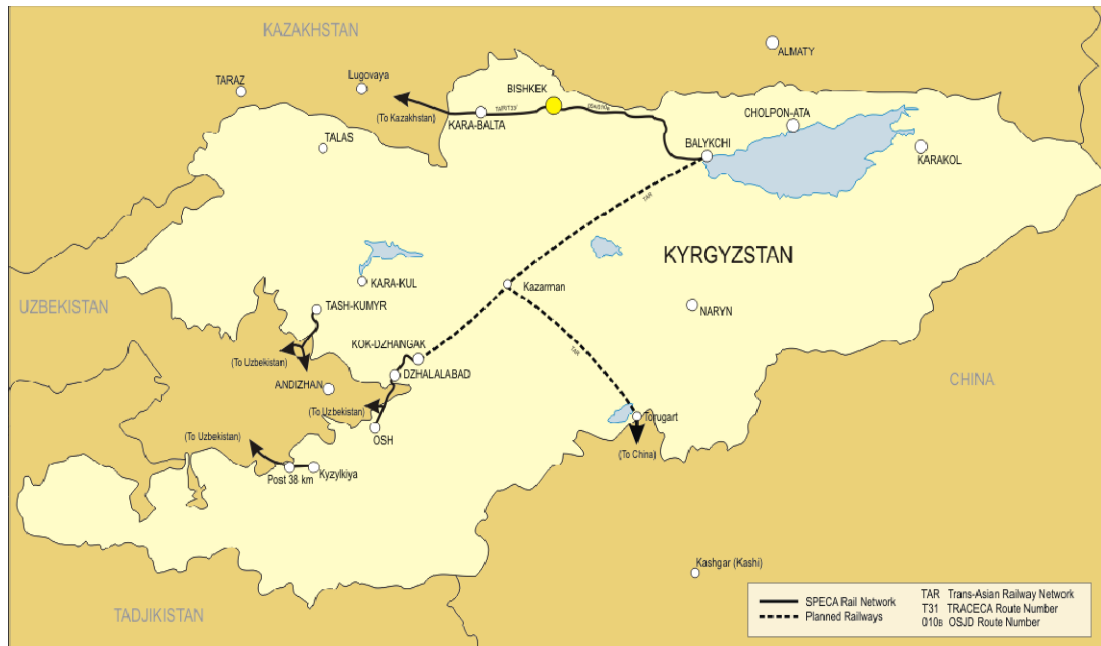 KAZAKHSTAN
ALMATY
TARAZ
Lugovaya
BISHKEK
(To Kazakhstan)
KARA-BALTA
CHOLPON-ATA
TALAS
BALYKCHI
KARAKOL
TAR
KYRGYZSTAN
KARA-KUL
Kazarman
UZBEKISTAN
TASH-KUMYR
NARYN
KOK-DZHANGAK
TAR
(To Uzbekistan)
DZHALALABAD
CHINA
ANDIZHAN
(To Uzbekistan)
Torugart
OSH
(To Uzbekistan)
(To China)
Post 38 km
Kyzylkiya
Kashgar (Kashi)
TADJIKISTAN
SPECA Rail Network
Planned Railways
TAR Trans-Asian Railway Network
T31 TRACECA Route Number
010B OSJD Route Number